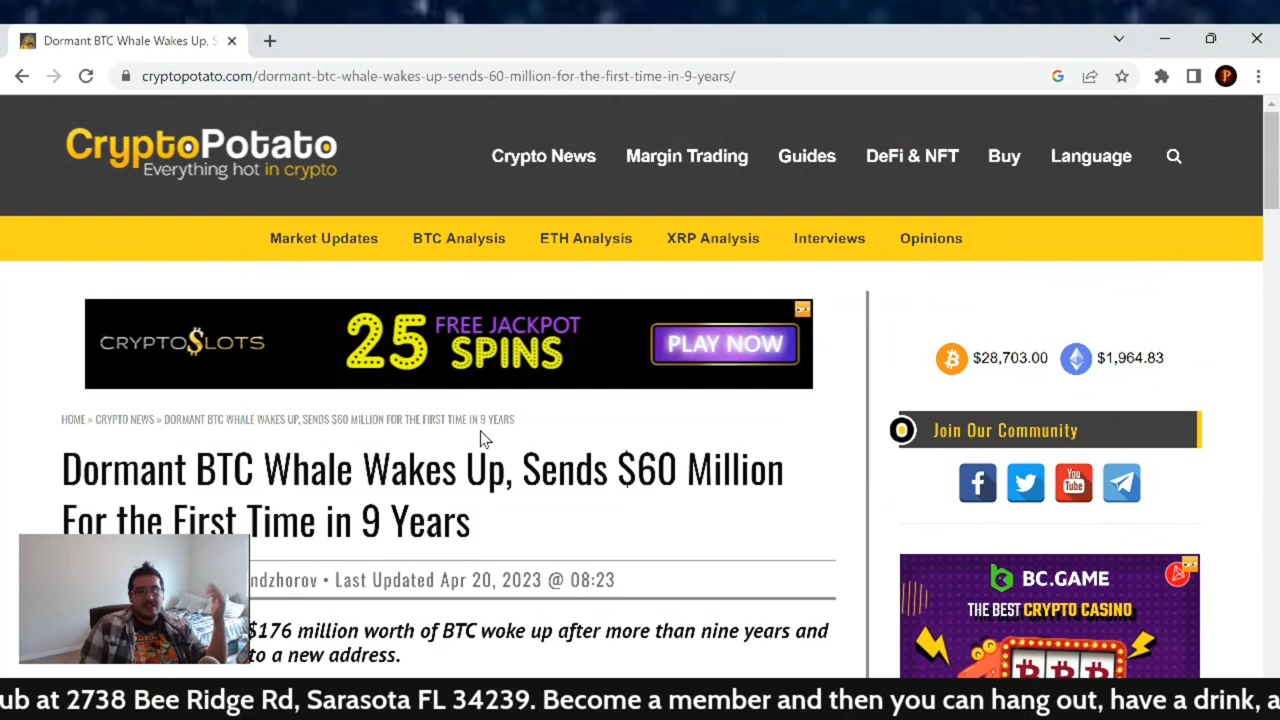 Dormant BTC Whale Wakes Up, S
cryptopotato.com/dormant-btc-whale-wakes-up-sends-60-million-for-the-first-time-in-9-years/
CryptoPotato
Everything hot in crypto
Crypto News Margin Trading Guides DeFi & NFT Buy Language
Market Updates BTC Analysis ETH Analysis XRP Analysis Interviews Opinions
CRYPTO$LOTS
25 FREE JACKPOT
SPINS
PLAY NOW
$28,703.00 $1,964.83
HOME » CRYPTO NEWS » DORMANT BTC WHALE WAKES UP, SENDS $60 MILLION FOR THE FIRST TIME IN 9 YEARS
Join Our Community
Dormant BTC Whale Wakes Up, Sends $60 Million
For the First Time in 9 Years
You
Tube
ndzhorov • Last Updated Apr 20, 2023 @ 08:23
BC.GAME
THE BEST CRYPTO CASINO
$176 million worth of BTC woke up after more than nine years and
to a new address.
ub at 2738 Bee Ridge Rd, Sarasota FL 34239. Become a member and then you can hang out, have a drink, a